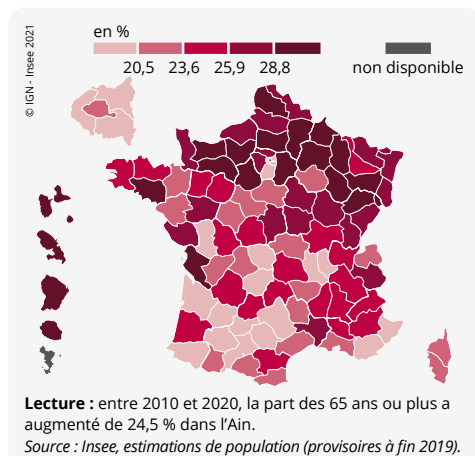 © IGN - Insee 2021
en %
20,5 23,6 25,9 28,8 non disponible
Lecture : entre 2010 et 2020, la part des 65 ans ou plus a
augmenté de 24,5 % dans l’Ain.
Source : Insee, estimations de population (provisoires à fin 2019).